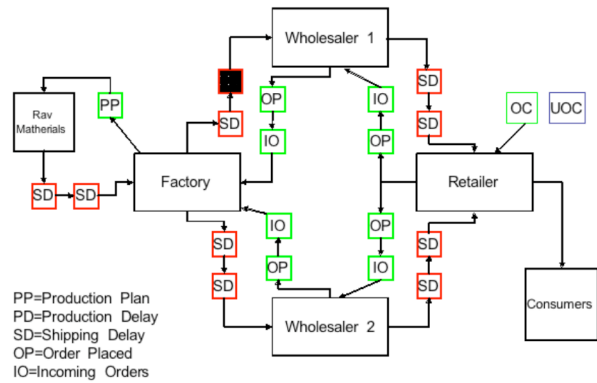 Wholesaler 1
SD
OP
IO
OC
UOC
PP
SD
SD
Rav
Matherials
IO
OP
Factory
Retailer
SD
SD
IO
OP
SD
SD
OP
IO
SD
SD
Wholesaler 2
Consumers
PP=Production Plan
PD=Production Delay
SD=Shipping Delay
OP=Order Placed
IO=Incoming Orders